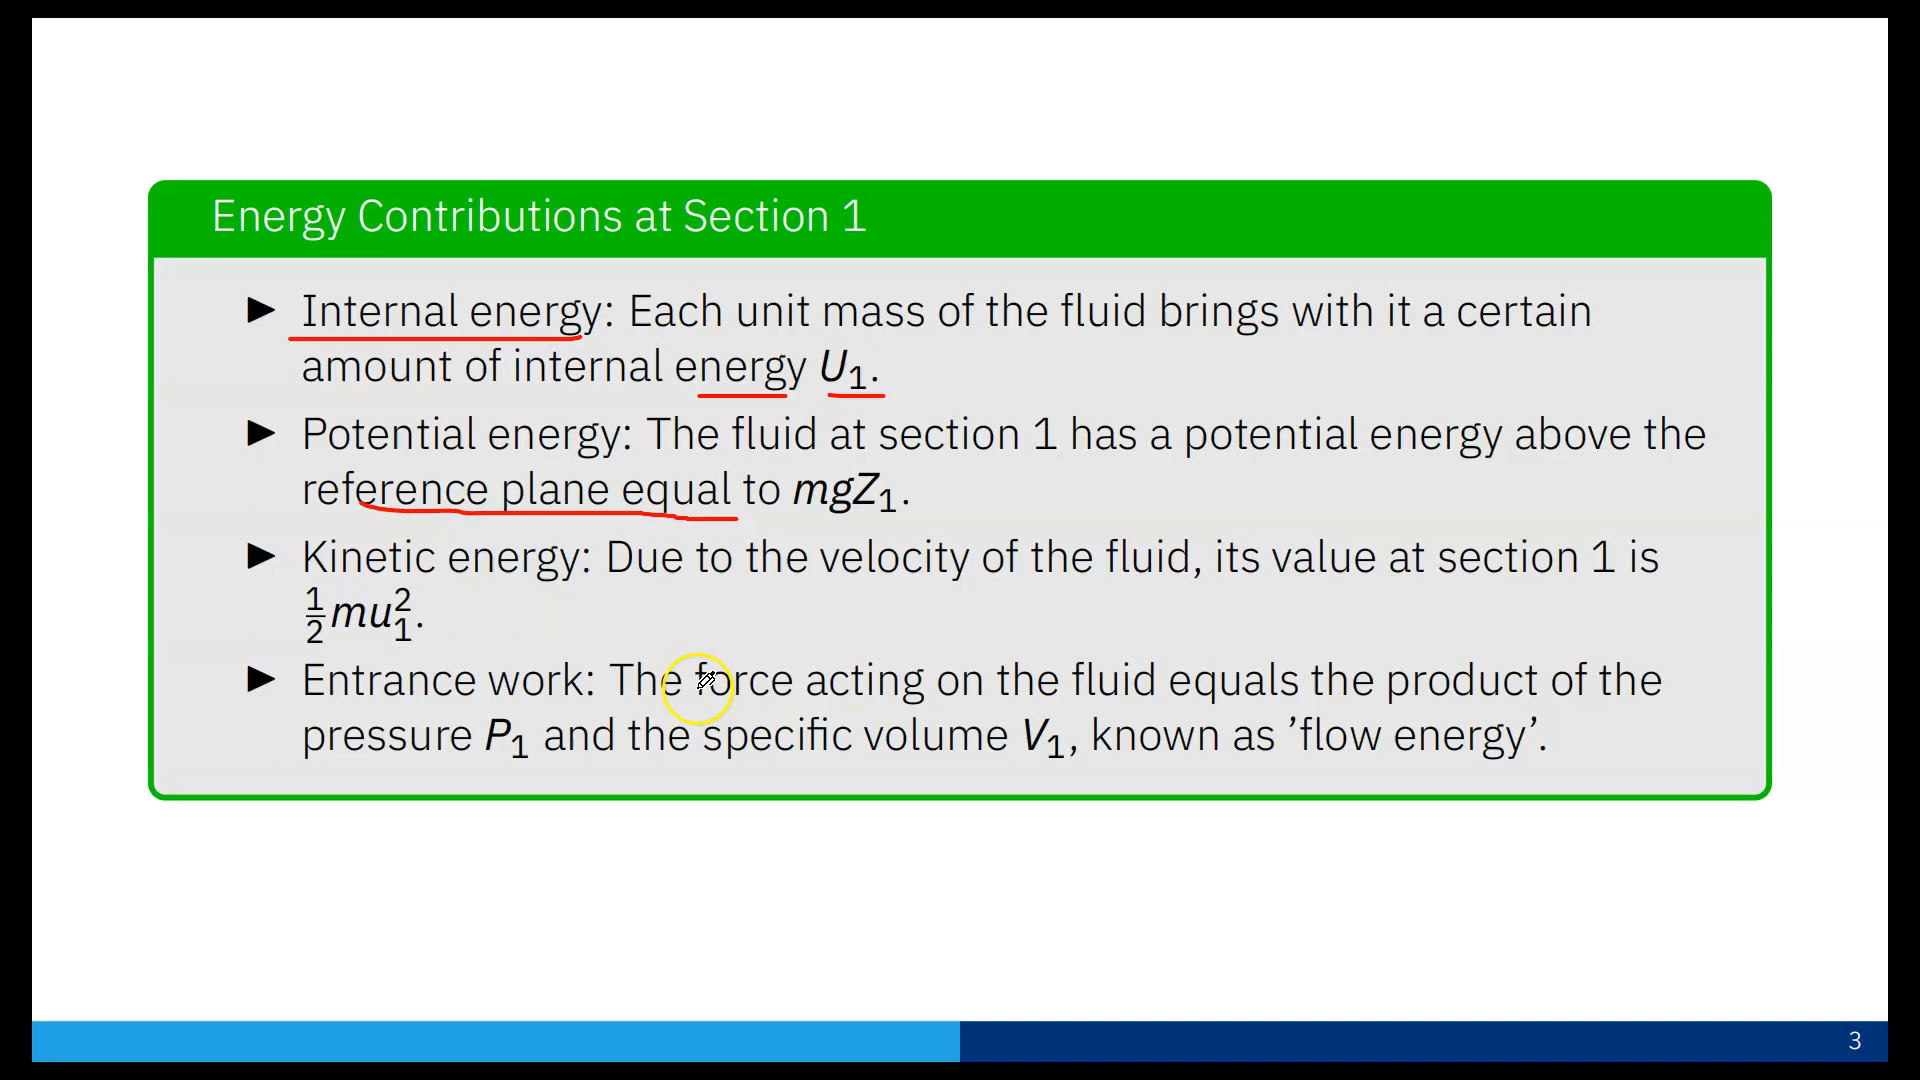 Energy Contributions at Section 1
► Internal energy: Each unit mass of the fluid brings with it a certain
amount of internal energy U₁.
► Potential energy: The fluid at section 1 has a potential energy above the
reference plane equal to mgZ₁.
► Kinetic energy: Due to the velocity of the fluid, its value at section 1 is
½mu₁².
► Entrance work: The force acting on the fluid equals the product of the
pressure P₁ and the specific volume V₁, known as ’flow energy’.
3